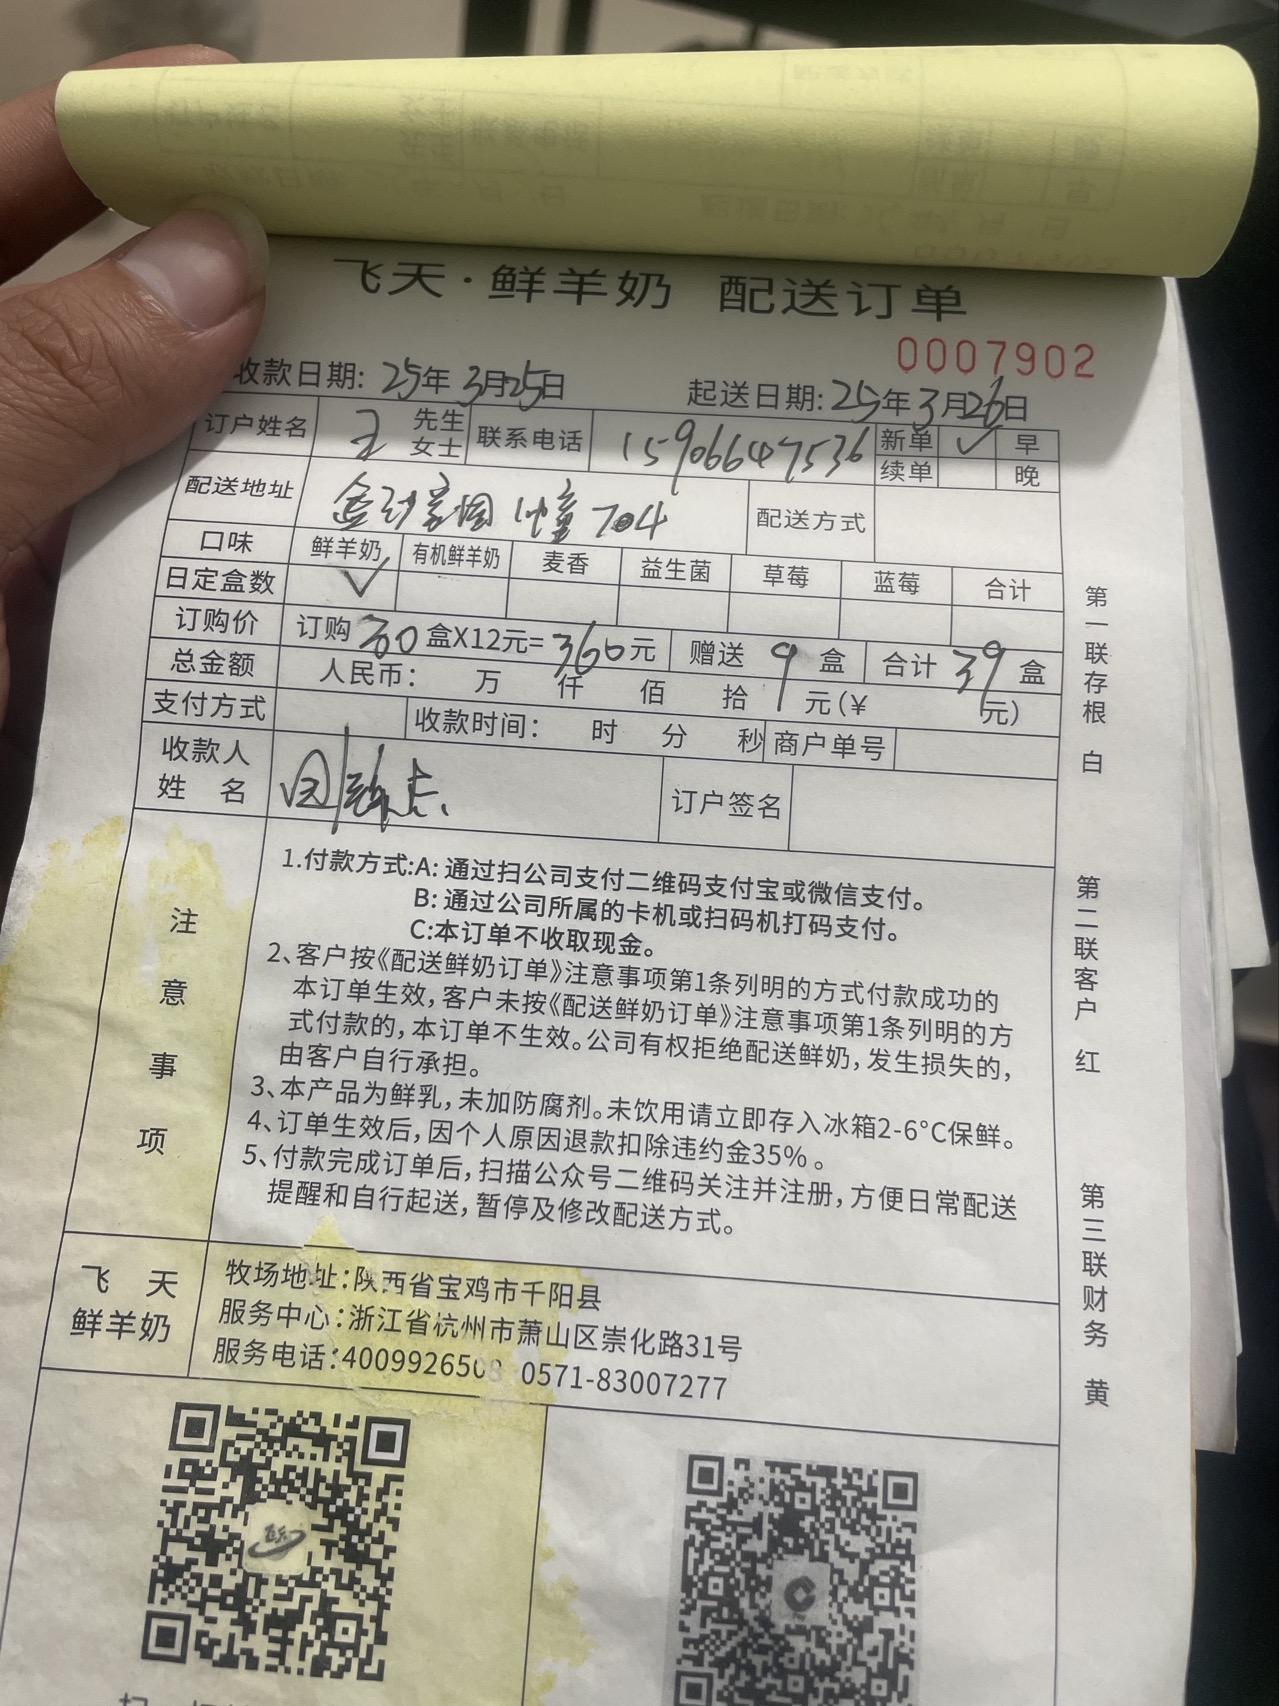 飞天·鲜羊奶 配送订单
0007902
收款日期: 25年3月25日 起送日期: 25年3月26日
订户姓名 王 先生 女士 联系电话 15906647536 新单 ✓ 早
续单 晚
配送地址 金沙家园 1幢704 配送方式
口味 鲜羊奶 有机鲜羊奶 麦香 益生菌 草莓 蓝莓 合计
日定盒数 ✓
订购价 订购 30 盒X12元= 360元 赠送 9 盒 合计 39 盒
总金额 人民币: 万 仟 佰 拾 元(¥ 元)
支付方式 收款时间: 时 分 秒 商户单号
收款人
姓 名 订户签名
注意事项
1.付款方式:A: 通过扫公司支付二维码支付宝或微信支付。
B: 通过公司所属的卡机或扫码机打码支付。
C:本订单不收取现金。
2、客户按《配送鲜奶订单》注意事项第1条列明的方式付款成功的
本订单生效,客户未按《配送鲜奶订单》注意事项第1条列明的方
式付款的,本订单不生效。公司有权拒绝配送鲜奶,发生损失的,
由客户自行承担。
3、本产品为鲜乳,未加防腐剂。未饮用请立即存入冰箱2-6°C保鲜。
4、订单生效后,因个人原因退款扣除违约金35%。
5、付款完成订单后,扫描公众号二维码关注并注册,方便日常配送
提醒和自行起送,暂停及修改配送方式。
飞 天
鲜羊奶
牧场地址:陕西省宝鸡市千阳县
服务中心:浙江省杭州市萧山区崇化路31号
服务电话:4009926508 0571-83007277
第一联存根 白
第二联客户 红
第三联财务 黄